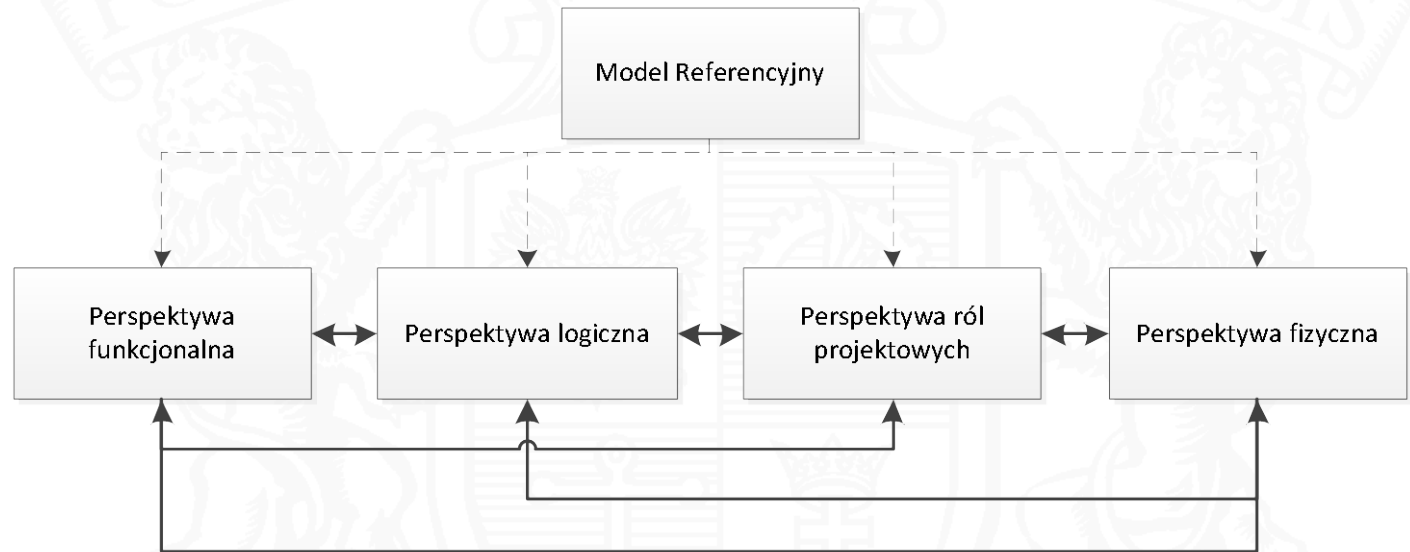 Model Referencyjny
Perspektywa
funkcjonalna
Perspektywa logiczna
Perspektywa ról
projektowych
Perspektywa fizyczna